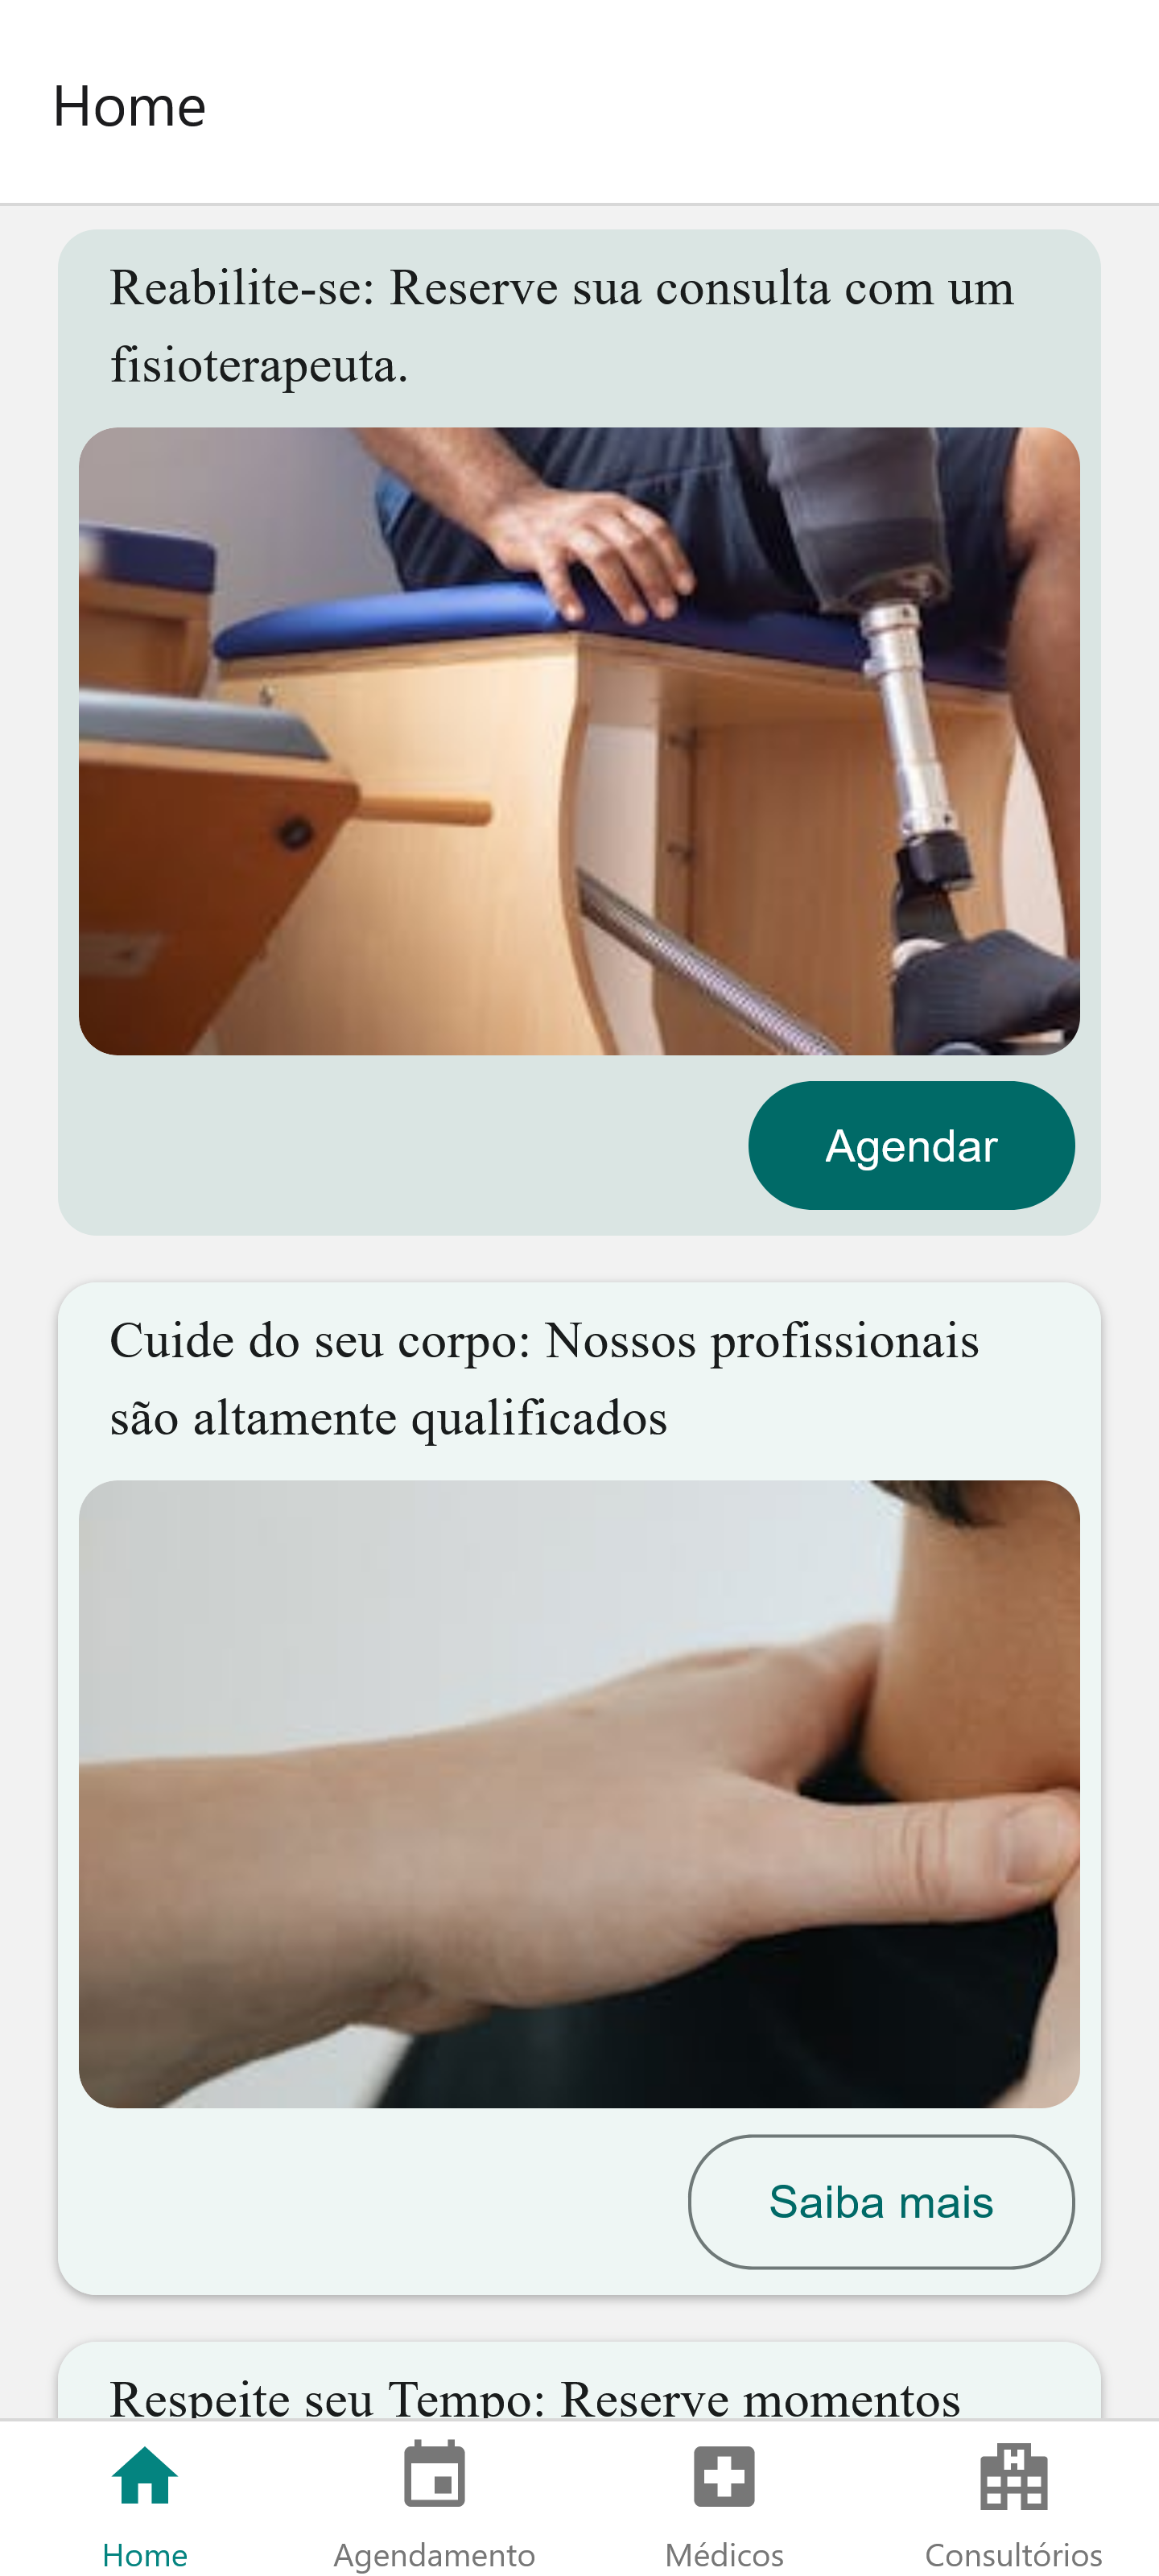 Home
Reabilite-se: Reserve sua consulta com um
fisioterapeuta.
Agendar
Cuide do seu corpo: Nossos profissionais
são altamente qualificados
Saiba mais
Respeite seu Tempo: Reserve momentos
Home
Agendamento
Médicos
Consultórios